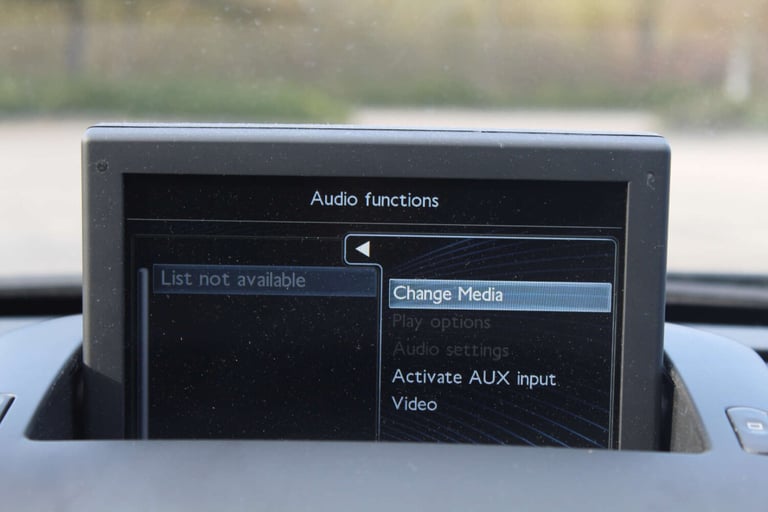 Audio functions
List not available
Change Media
Play options
Audio settings
Activate AUX input
Video